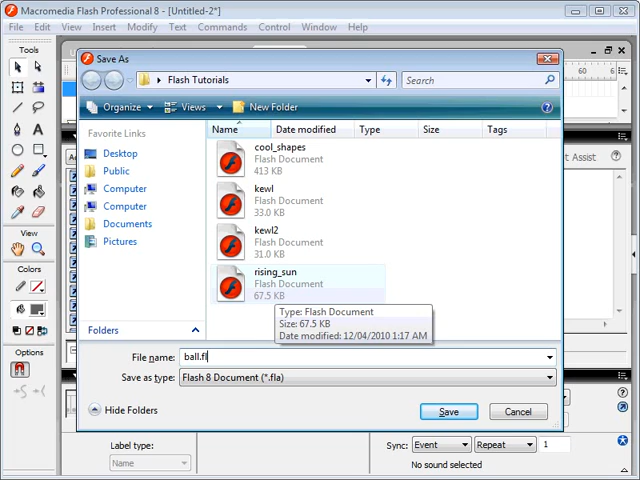 Macromedia Flash Professional 8 - [Untitled-2*]
File Edit View Insert Modify Text Commands Control Window Help
Tools
View
Colors
Options
Save As
Flash Tutorials
Search
Organize Views New Folder
Favorite Links
Desktop
Public
Computer
Computer
Documents
Pictures
Folders
Name Date modified Type Size Tags
cool_shapes
Flash Document
413 KB
kewl
Flash Document
33.0 KB
kewl2
Flash Document
31.0 KB
rising_sun
Flash Document
67.5 KB
Type: Flash Document
Size: 67.5 KB
Date modified: 12/04/2010 1:17 AM
File name: ball.fl
Save as type: Flash 8 Document (*.fla)
Hide Folders Save Cancel
60
Assist
Label type:
Name
Sync: Event Repeat 1
No sound selected